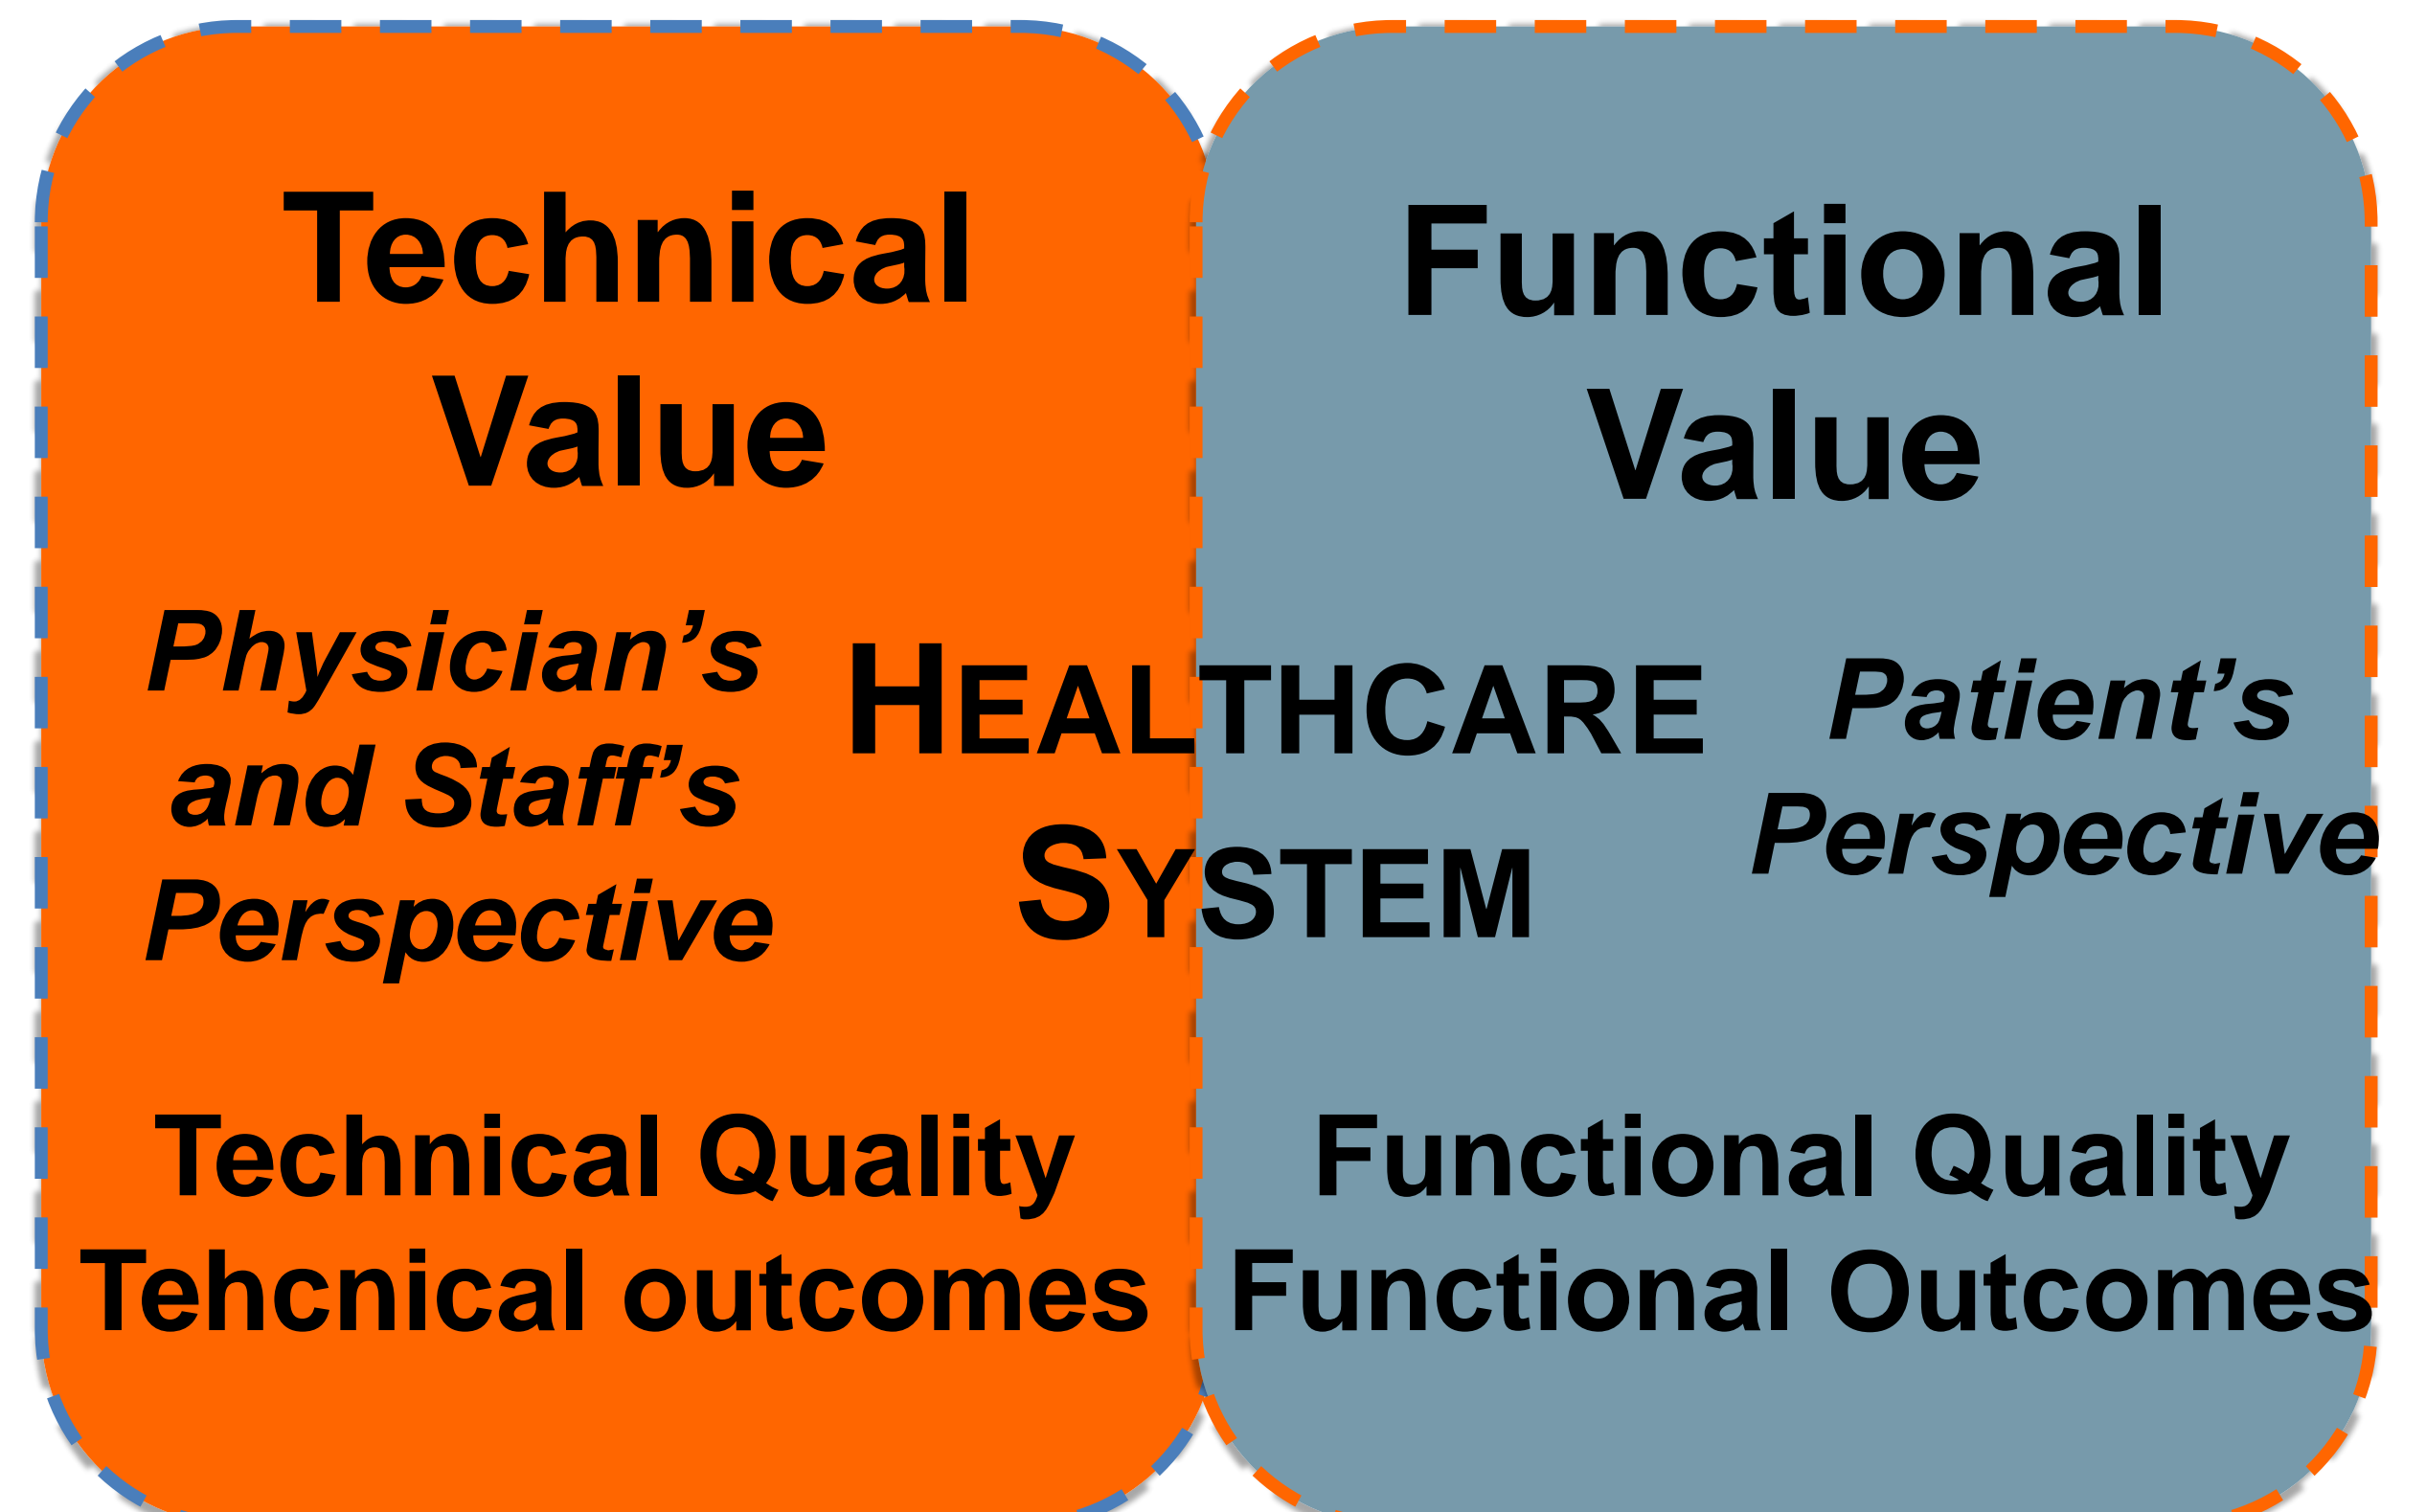 Technical
Value
Physician’s
and Staff’s
Perspective
Technical Quality
Tehcnical outcomes
HEALTHCARE
SYSTEM
Functional
Value
Patient’s
Perspective
Functional Quality
Functional Outcomes